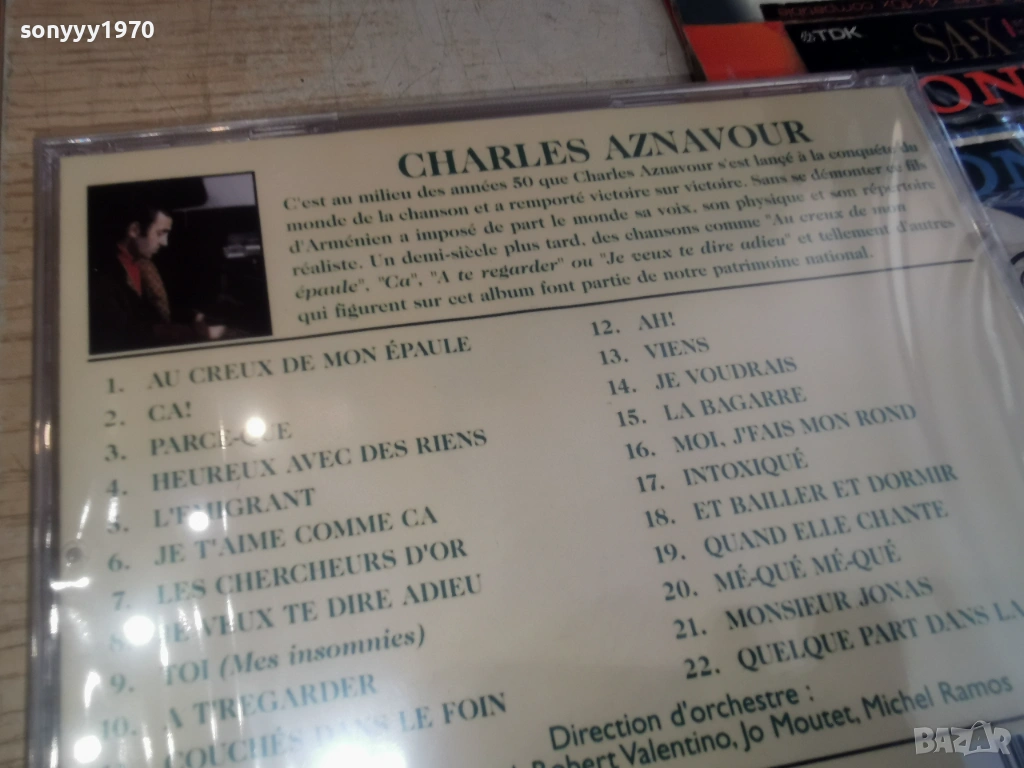 sonyyy1970
TDK
SA-X
ON
ON
CHARLES AZNAVOUR
C'est au milieu des années 50 que Charles Aznavour s'est lançé à la conquête du
monde de la chanson et a remporté victoire sur victoire. Sans se démonter ce fils
d'Arménien a imposé de part le monde sa voix, son physique et son répertoire
réaliste. Un demi-siècle plus tard, des chansons comme "Au creux de mon
épaule", "Ca", "A te regarder" ou "Je veux te dire adieu" et tellement d'autres
qui figurent sur cet album font partie de notre patrimoine national.
1. AU CREUX DE MON ÉPAULE
2. CA!
3. PARCE-QUE
4. HEUREUX AVEC DES RIENS
5. L'EMIGRANT
6. JE T'AIME COMME CA
7. LES CHERCHEURS D'OR
8. JE VEUX TE DIRE ADIEU
9. TOI (Mes insomnies)
10. A T'REGARDER
COUCHÉS DANS LE FOIN
12. AH!
13. VIENS
14. JE VOUDRAIS
15. LA BAGARRE
16. MOI, J'FAIS MON ROND
17. INTOXIQUÉ
18. ET BAILLER ET DORMIR
19. QUAND ELLE CHANTE
20. MÉ-QUÉ MÉ-QUÉ
21. MONSIEUR JONAS
22. QUELQUE PART DANS LA
Direction d'orchestre :
Robert Valentino, Jo Moutet, Michel Ramos
BAZAR